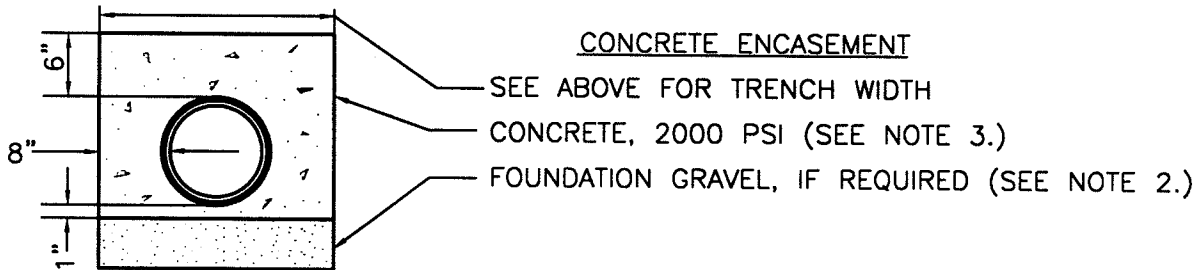 CONCRETE ENCASEMENT
6"
SEE ABOVE FOR TRENCH WIDTH
CONCRETE, 2000 PSI (SEE NOTE 3.)
8"
FOUNDATION GRAVEL, IF REQUIRED (SEE NOTE 2.)
1"